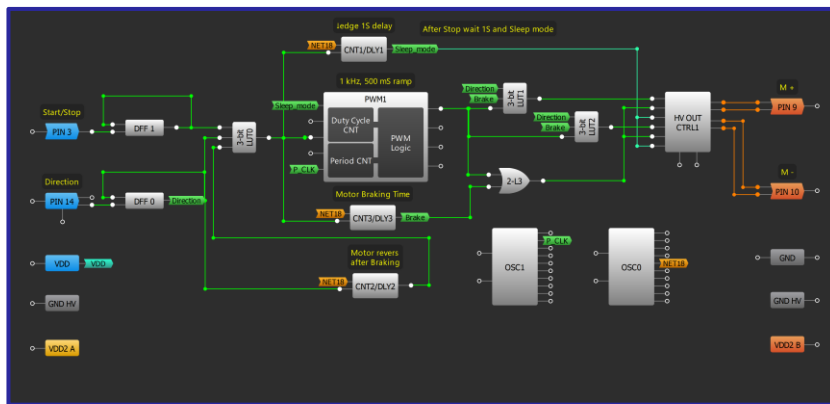 ↓edge 1S delay
After Stop wait 1S and Sleep mode
NET18
CNT1/DLY1
Sleep_mode
1 kHz, 500 mS ramp
Start/Stop
PIN 3
DFF 1
3-bit LUT0
Sleep_mode
PWM1
Duty Cycle CNT
PWM Logic
Period CNT
P_CLK
Direction
Brake
3-bit LUT1
Direction
Brake
3-bit LUT2
HV OUT CTRL1
M +
PIN 9
Direction
PIN 14
DFF 0
Direction
Motor Braking Time
NET18
CNT3/DLY3
Brake
2-L3
M -
PIN 10
Motor revers
after Braking
NET18
CNT2/DLY2
OSC1
P_CLK
OSC0
NET18
VDD
VDD
GND
GND HV
GND HV
VDD2 A
VDD2 B